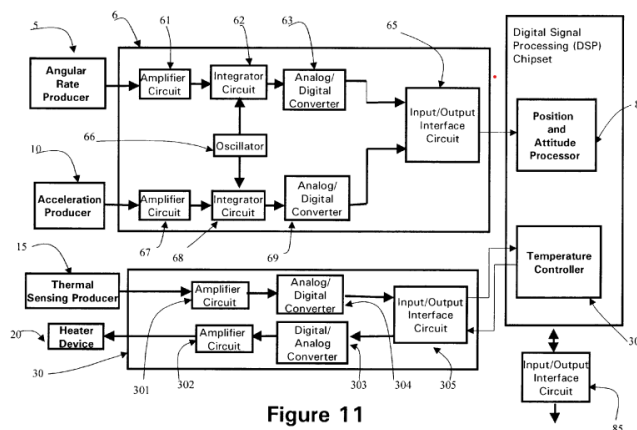 5
6
61
62
63
65
Digital Signal
Processing (DSP)
Chipset
Angular
Rate
Producer
Amplifier
Circuit
Integrator
Circuit
Analog/
Digital
Converter
Input/Output
Interface
Circuit
Position
and
Attitude
Processor
8
66
Oscillator
10
Acceleration
Producer
Amplifier
Circuit
Integrator
Circuit
Analog/
Digital
Converter
67
68
69
15
Thermal
Sensing Producer
Amplifier
Circuit
Analog/
Digital
Converter
Input/Output
Interface
Circuit
Temperature
Controller
20
Heater
Device
Amplifier
Circuit
Digital/
Analog
Converter
30
301
302
303
304
305
30
Input/Output
Interface
Circuit
85
Figure 11